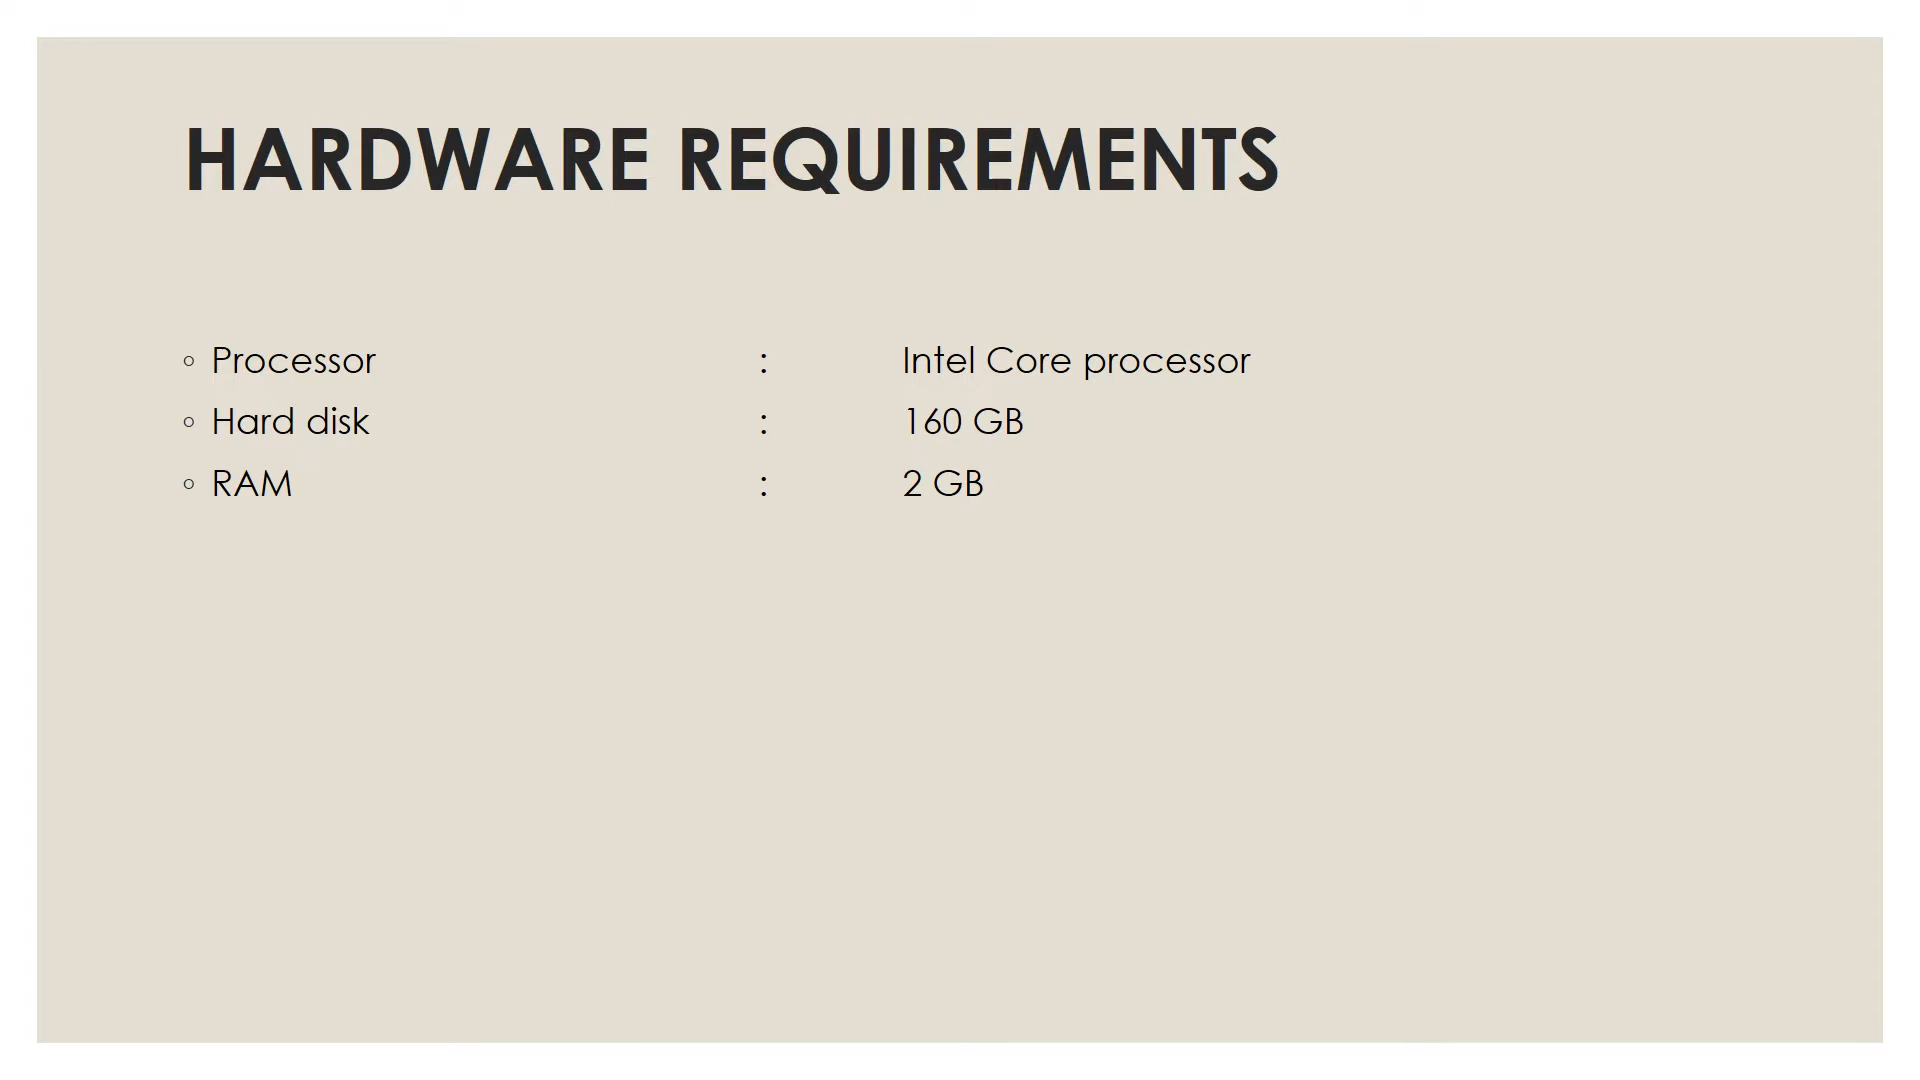 HARDWARE REQUIREMENTS
◦ Processor : Intel Core processor
◦ Hard disk : 160 GB
◦ RAM : 2 GB